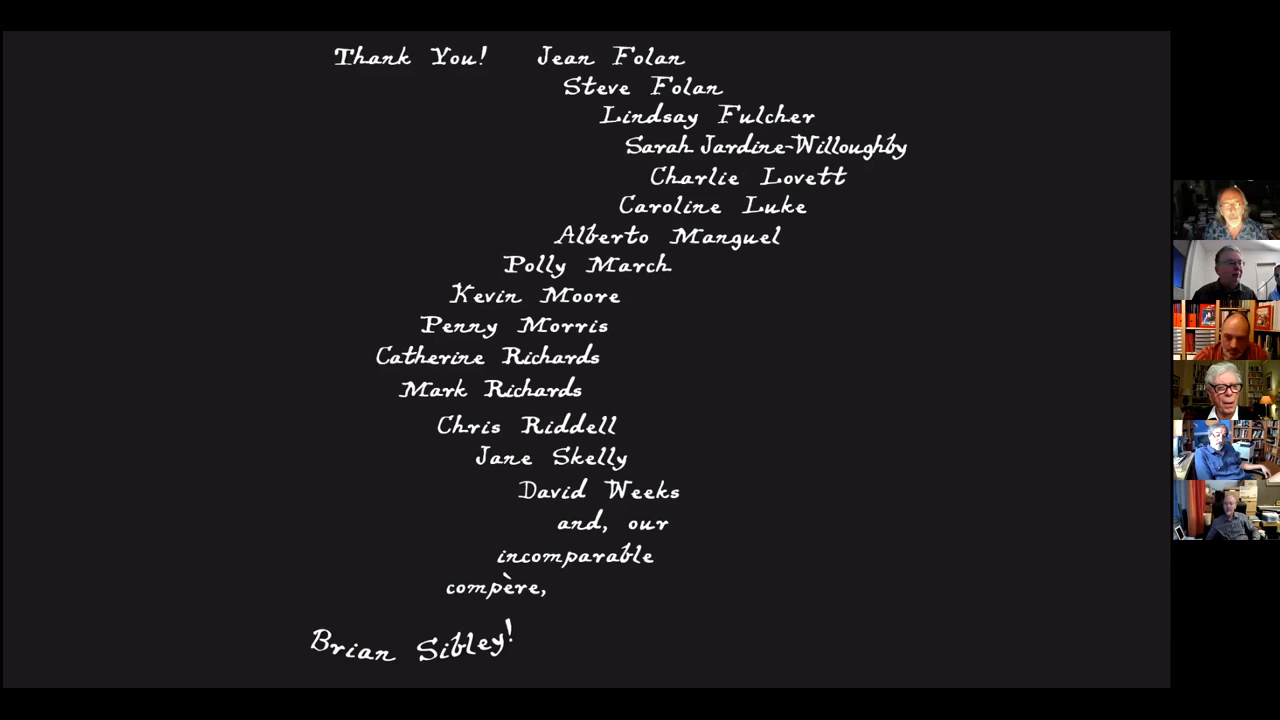 Thank You! Jean Folan
Steve Folan
Lindsay Fulcher
Sarah Jardine-Willoughby
Charlie Lovett
Caroline Luke
Alberto Manguel
Polly March
Kevin Moore
Penny Morris
Catherine Richards
Mark Richards
Chris Riddell
Jane Skelly
David Weeks
and, our
incomparable
compère,
Brian Sibley!